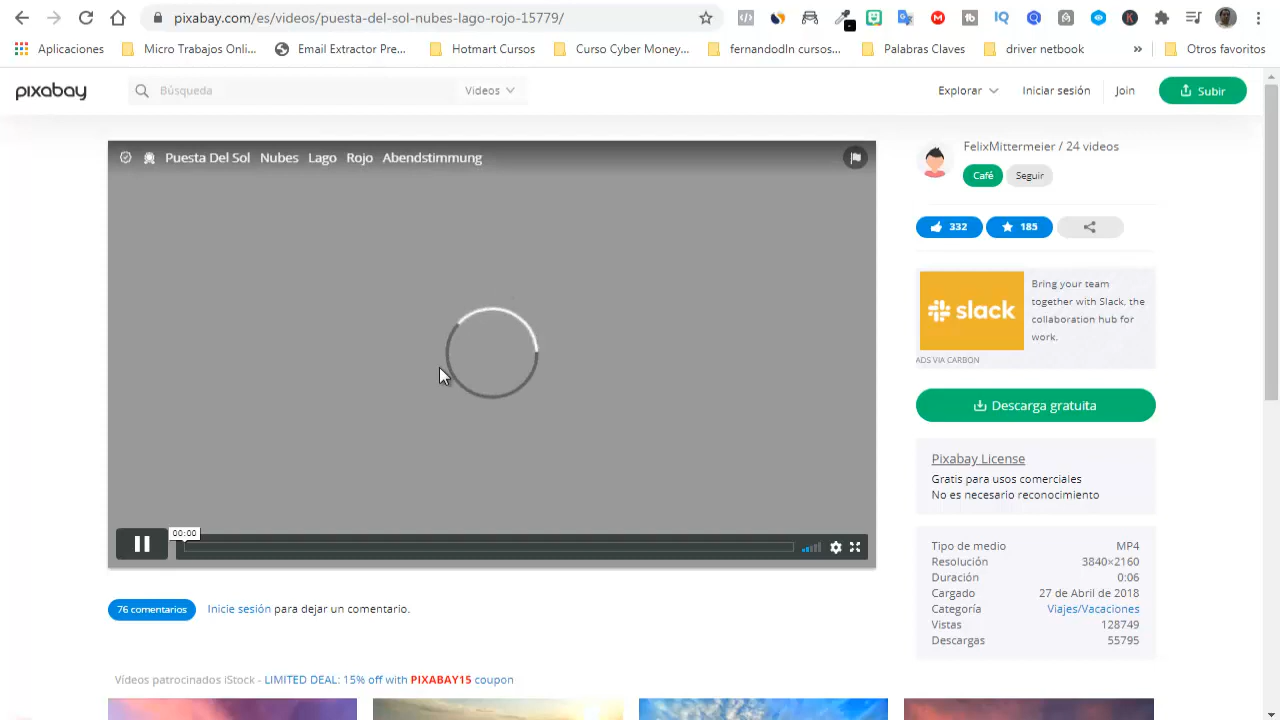 pixabay.com/es/videos/puesta-del-sol-nubes-lago-rojo-15779/
Aplicaciones
Micro Trabajos Onli...
Email Extractor Pre...
Hotmart Cursos
Curso Cyber Money...
fernandodIn cursos...
Palabras Claves
driver netbook
»
Otros favoritos
pixabay
Búsqueda
Videos
Explorar
Iniciar sesión
Join
Subir
Puesta Del Sol Nubes Lago Rojo Abendstimmung
FelixMittermeier / 24 videos
Café
Seguir
332
185
slack
Bring your team
together with Slack, the
collaboration hub for
work.
ADS VIA CARBON
Descarga gratuita
Pixabay License
Gratis para usos comerciales
No es necesario reconocimiento
00:00
Tipo de medio MP4
Resolución 3840×2160
Duración 0:06
Cargado 27 de Abril de 2018
Categoría Viajes/Vacaciones
Vistas 128749
Descargas 55795
76 comentarios
Inicie sesión para dejar un comentario.
Vídeos patrocinados iStock - LIMITED DEAL: 15% off with PIXABAY15 coupon